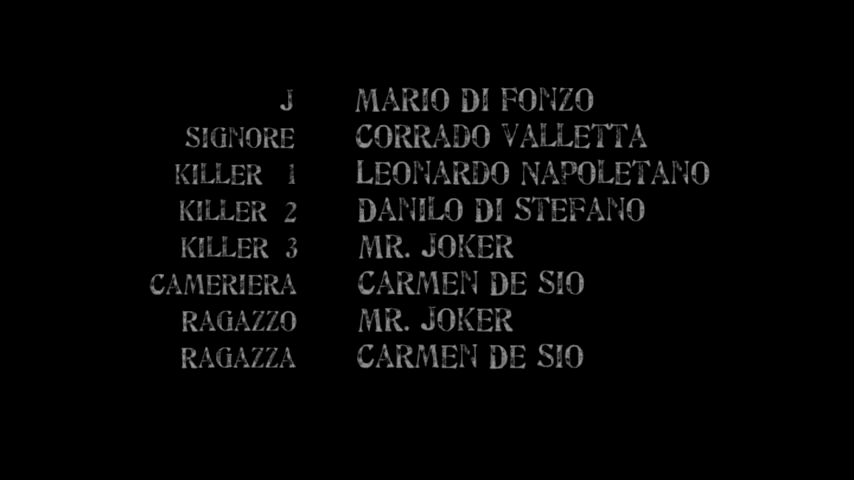 J MARIO DI FONZO
SIGNORE CORRADO VALLETTA
KILLER 1 LEONARDO NAPOLETANO
KILLER 2 DANILO DI STEFANO
KILLER 3 MR. JOKER
CAMERIERA CARMEN DE SIO
RAGAZZO MR. JOKER
RAGAZZA CARMEN DE SIO